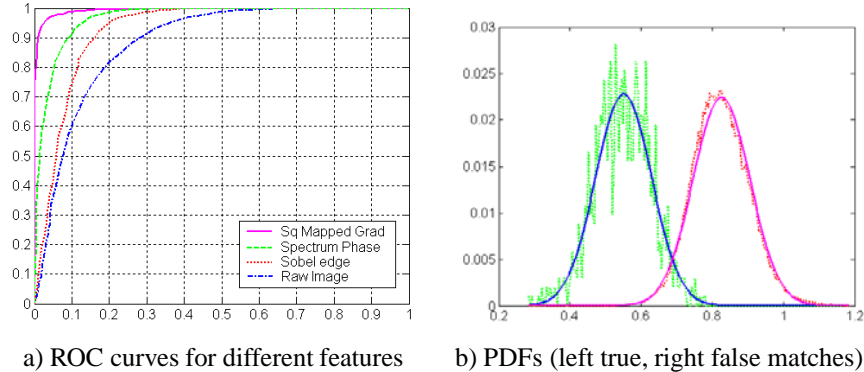 1
0.9
0.8
0.7
0.6
0.5
0.4
0.3
0.2
0.1
0
0 0.1 0.2 0.3 0.4 0.5 0.6 0.7 0.8 0.9 1
Sq Mapped Grad
Spectrum Phase
Sobel edge
Raw Image
a) ROC curves for different features
0.03
0.025
0.02
0.015
0.01
0.005
0
0.2 0.4 0.6 0.8 1 1.2
b) PDFs (left true, right false matches)